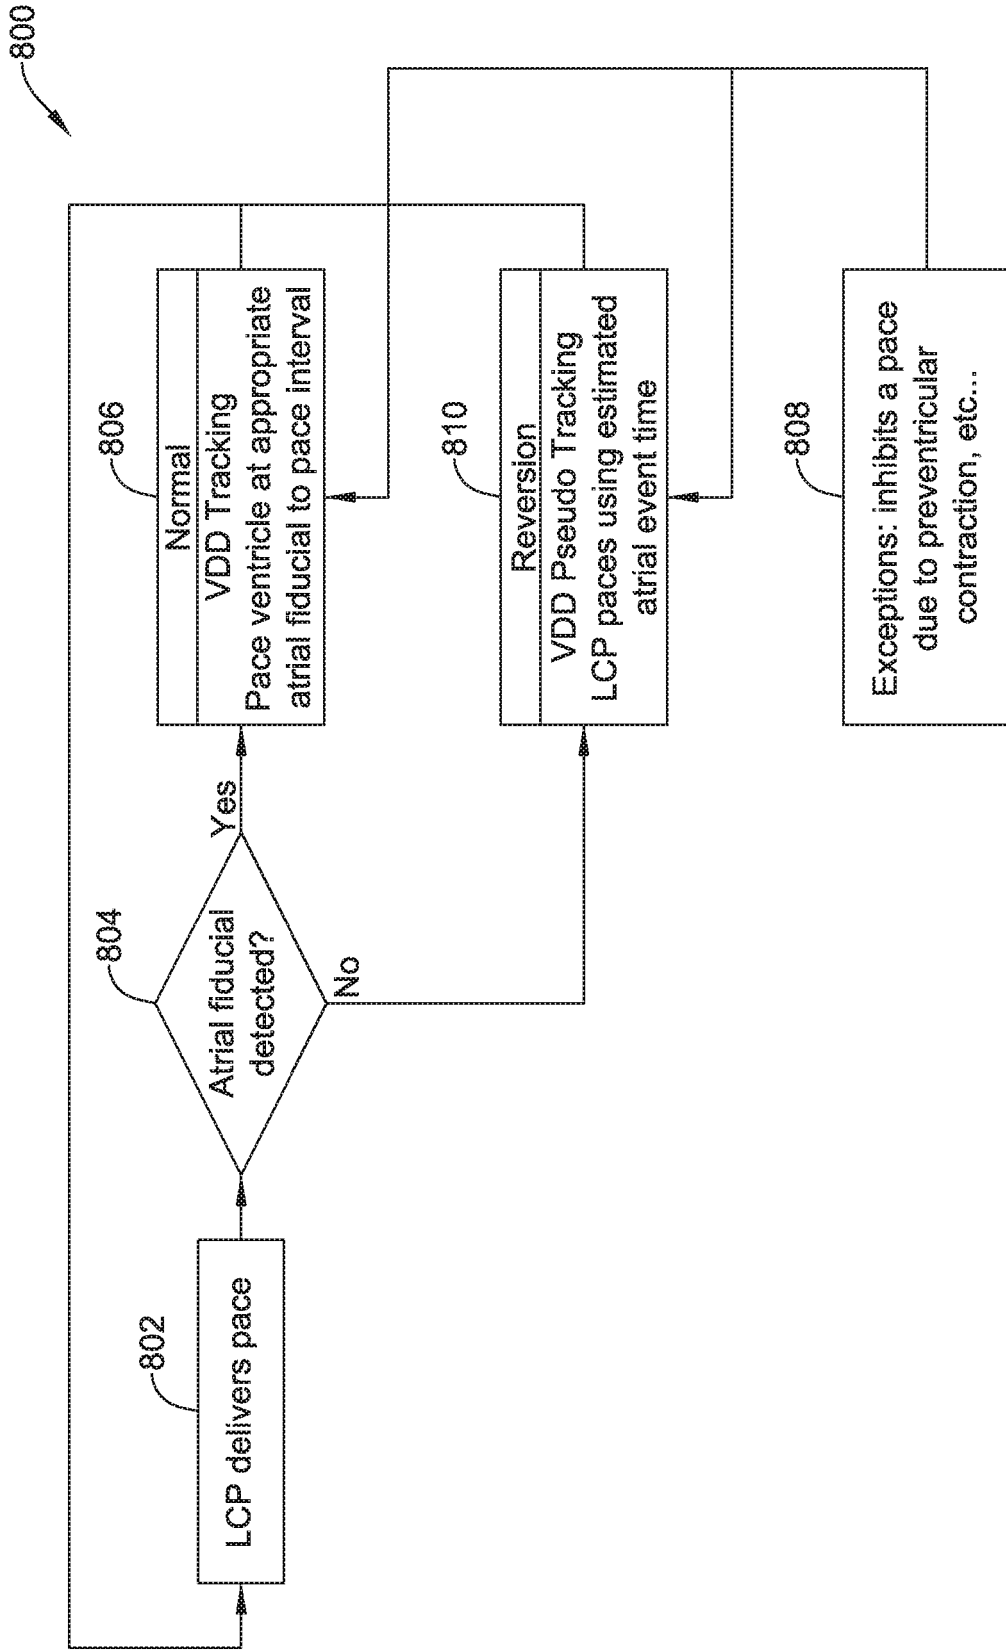 800
802
LCP delivers pace
804
Atrial fiducial
detected?
Yes
No
806
Normal
VDD Tracking
Pace ventricle at appropriate
atrial fiducial to pace interval
810
Reversion
VDD Pseudo Tracking
LCP paces using estimated
atrial event time
808
Exceptions: inhibits a pace
due to preventricular
contraction, etc...